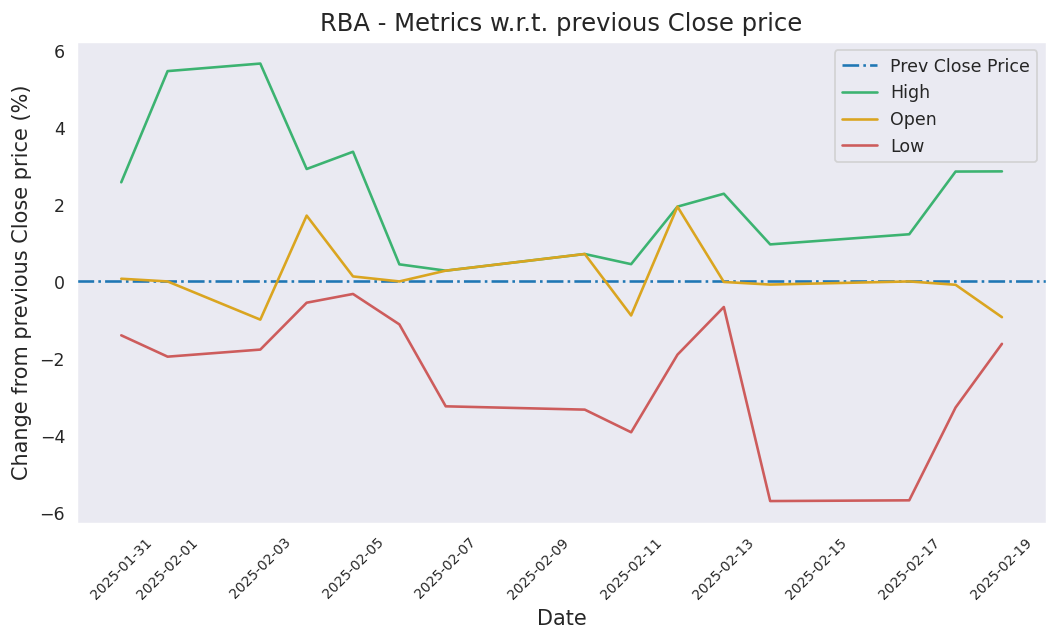 RBA - Metrics w.r.t. previous Close price
Change from previous Close price (%)
6
4
2
0
−2
−4
−6
Prev Close Price
High
Open
Low
2025-01-31
2025-02-01
2025-02-03
2025-02-05
2025-02-07
2025-02-09
2025-02-11
2025-02-13
2025-02-15
2025-02-17
2025-02-19
Date